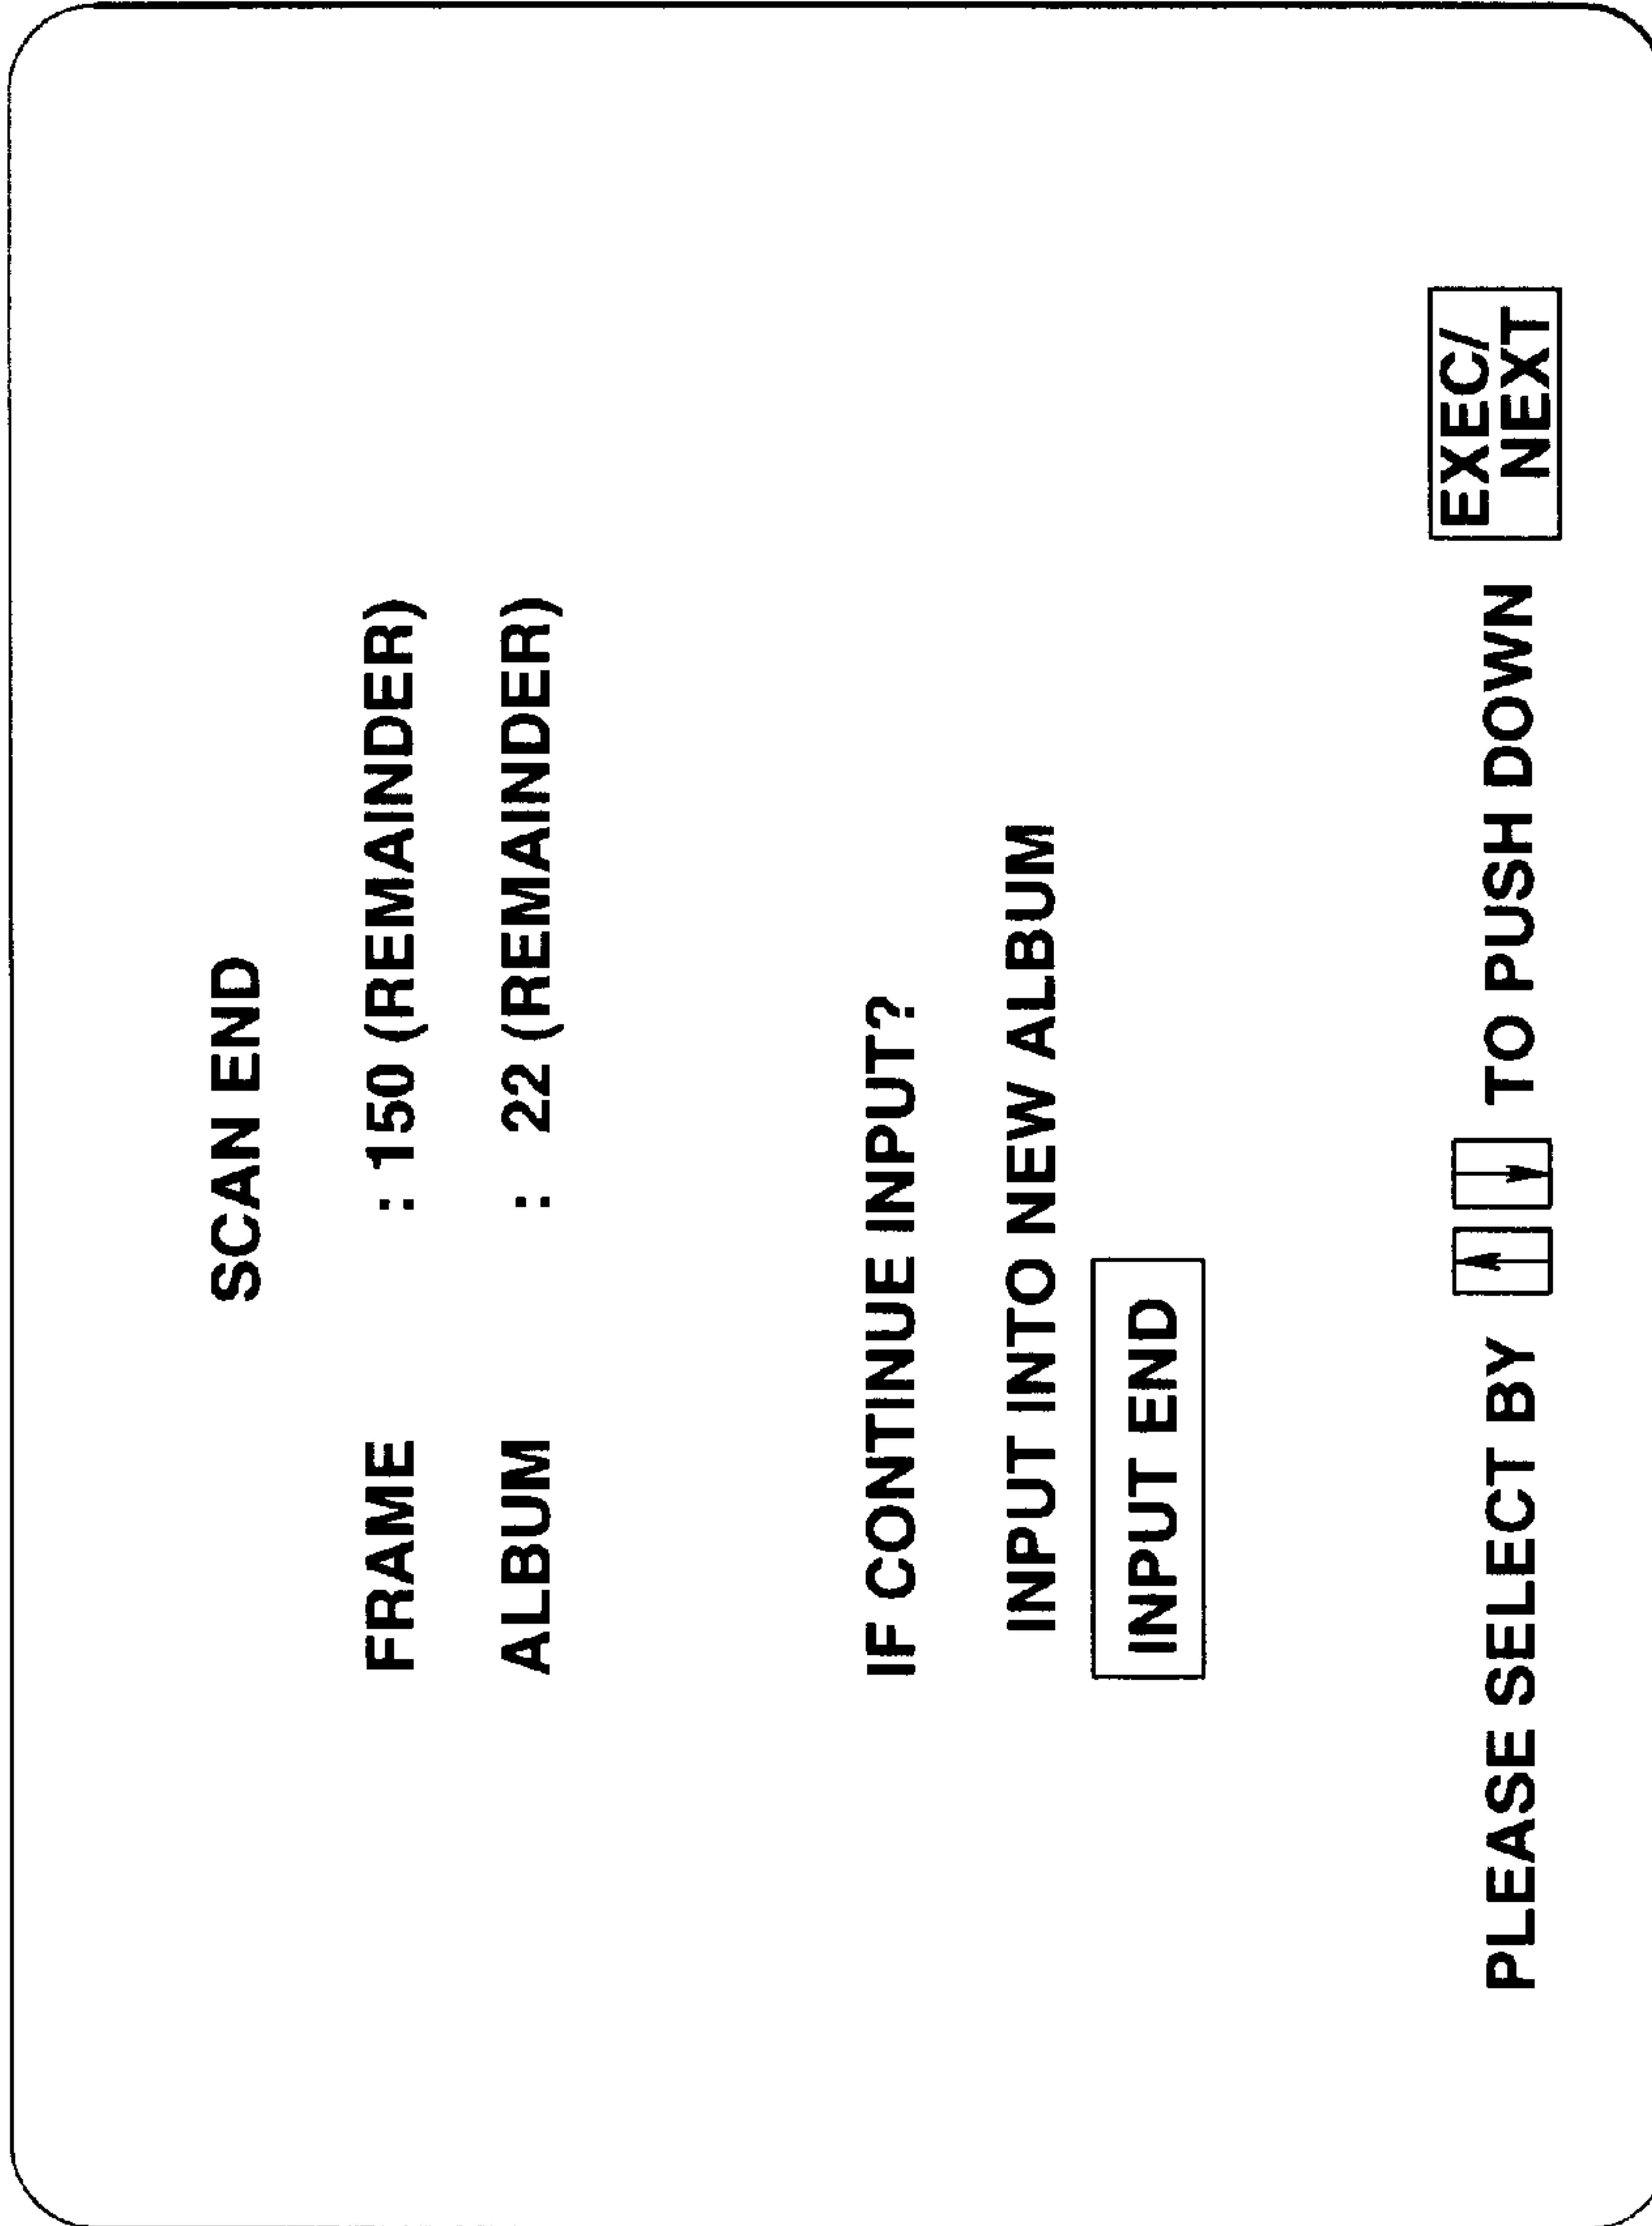 SCAN END
FRAME : 150 (REMAINDER)
ALBUM : 22 (REMAINDER)
IF CONTINUE INPUT?
INPUT INTO NEW ALBUM
INPUT END
PLEASE SELECT BY ↑ ↓ TO PUSH DOWN EXEC/
NEXT